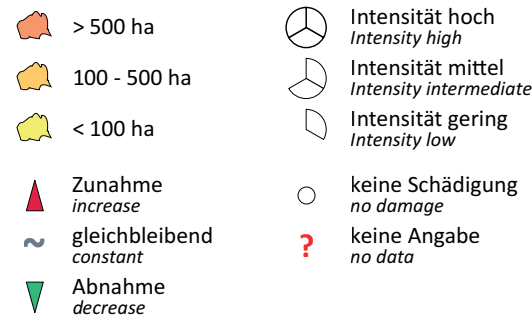 > 500 ha
100 - 500 ha
< 100 ha
Zunahme
increase
~ gleichbleibend
constant
Abnahme
decrease
Intensität hoch
Intensity high
Intensität mittel
Intensity intermediate
Intensität gering
Intensity low
keine Schädigung
no damage
? keine Angabe
no data